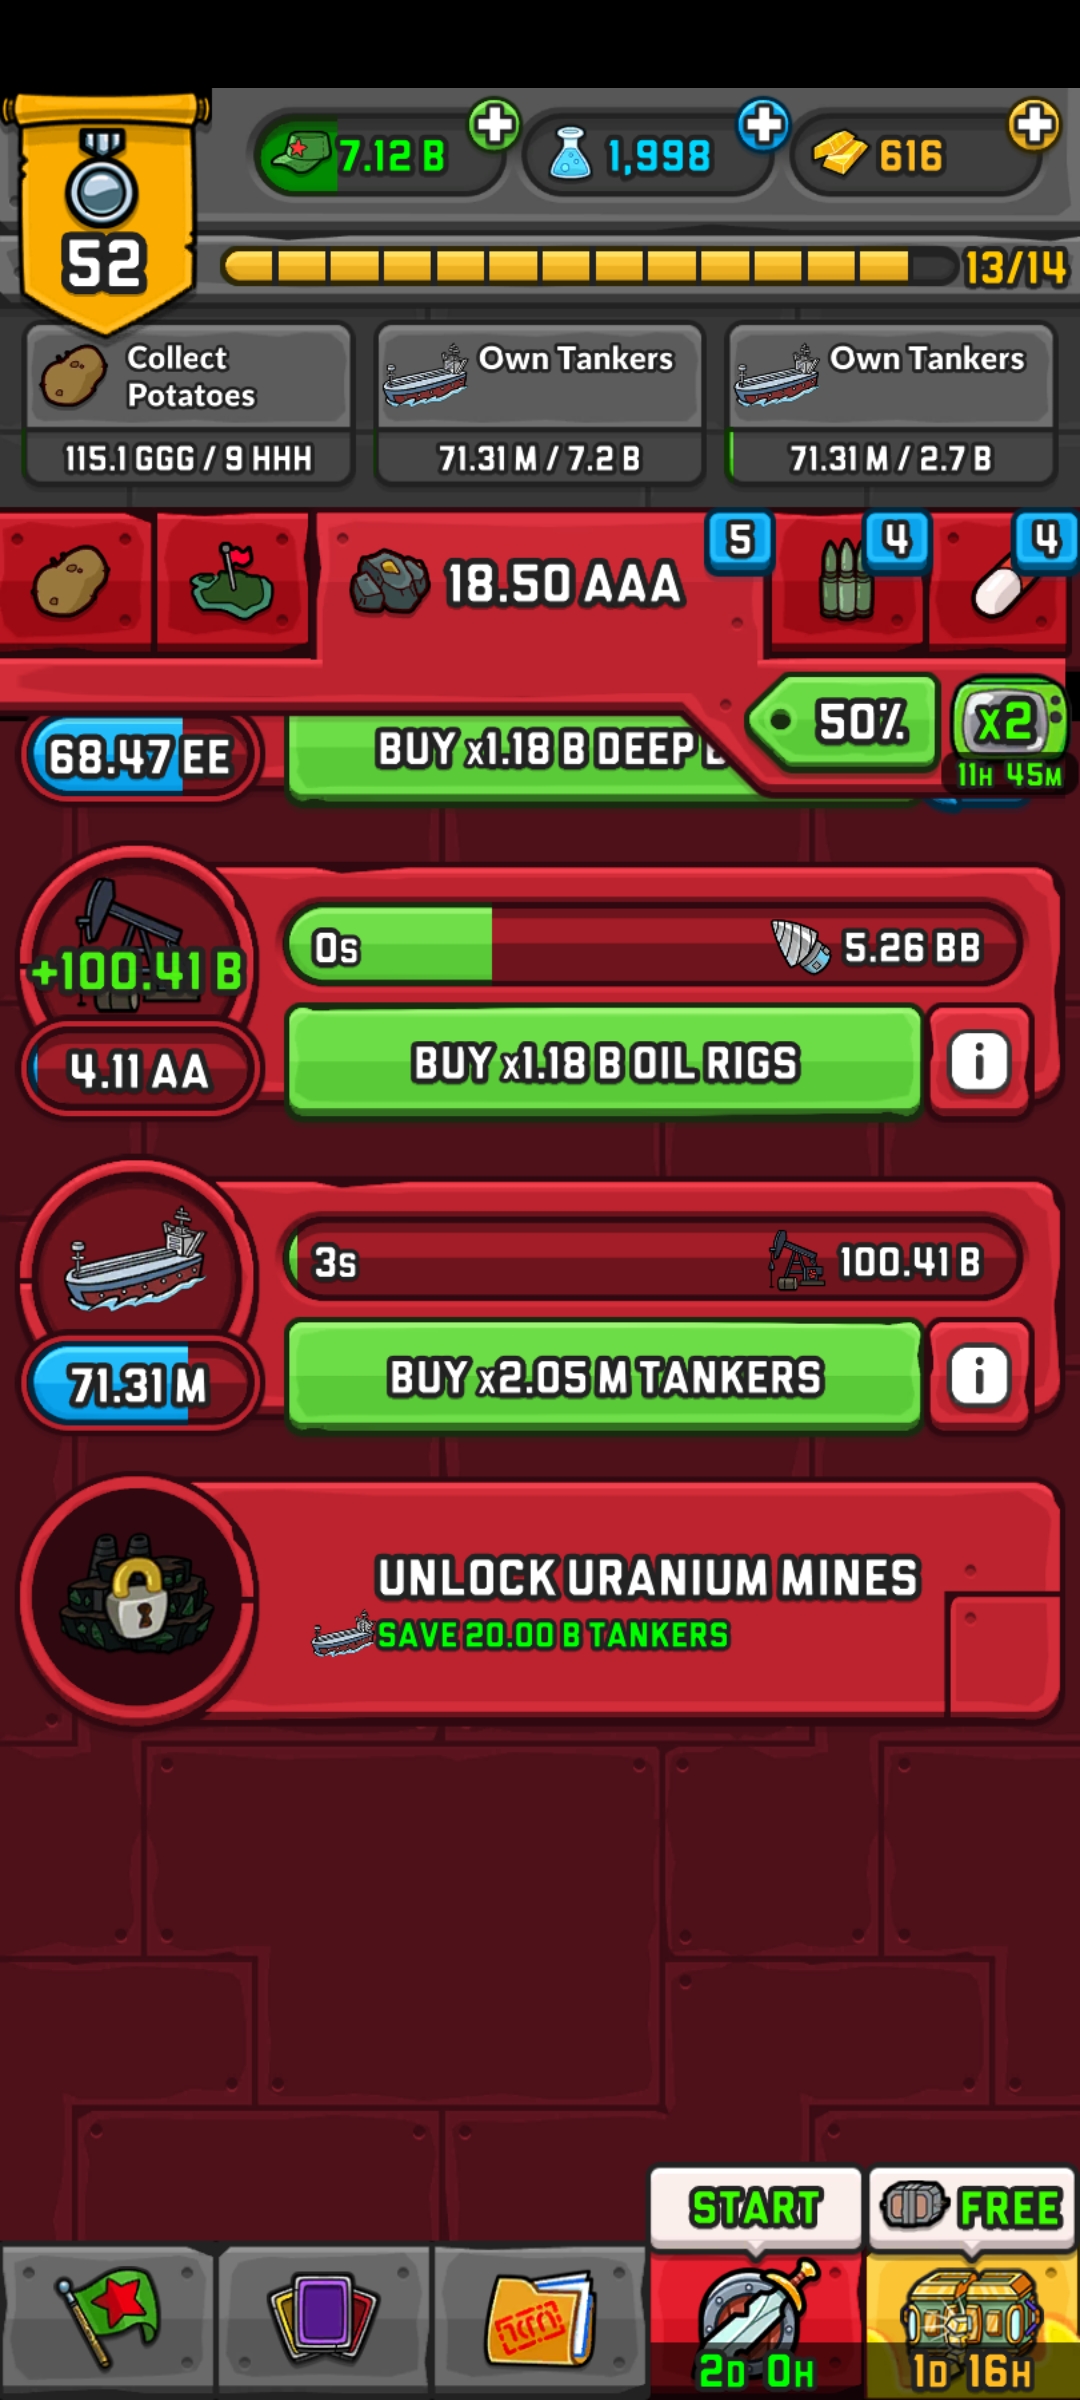 7.12 B
1,998
616
52
13/14
Collect
Potatoes
115.1 GGG / 9 HHH
Own Tankers
71.31 M / 7.2 B
Own Tankers
71.31 M / 2.7 B
18.50 AAA
5
4
4
50%
x2
11H 45M
68.47 EE
BUY x1.18 B DEEP
+100.41 B
0s
5.26 BB
4.11 AA
BUY x1.18 B OIL RIGS
i
3s
100.41 B
71.31 M
BUY x2.05 M TANKERS
i
UNLOCK URANIUM MINES
SAVE 20.00 B TANKERS
START
FREE
2D 0H
1D 16H